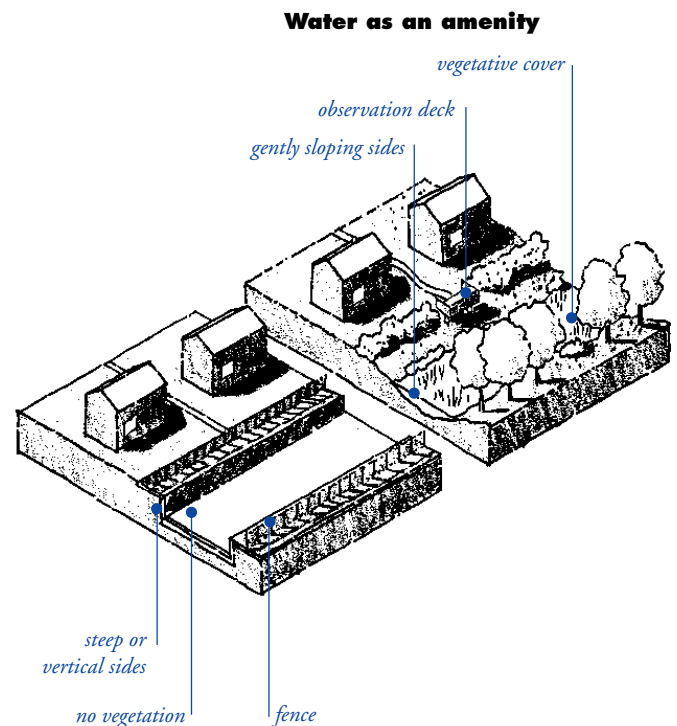 Water as an amenity
vegetative cover
observation deck
gently sloping sides
steep or
vertical sides
no vegetation
fence